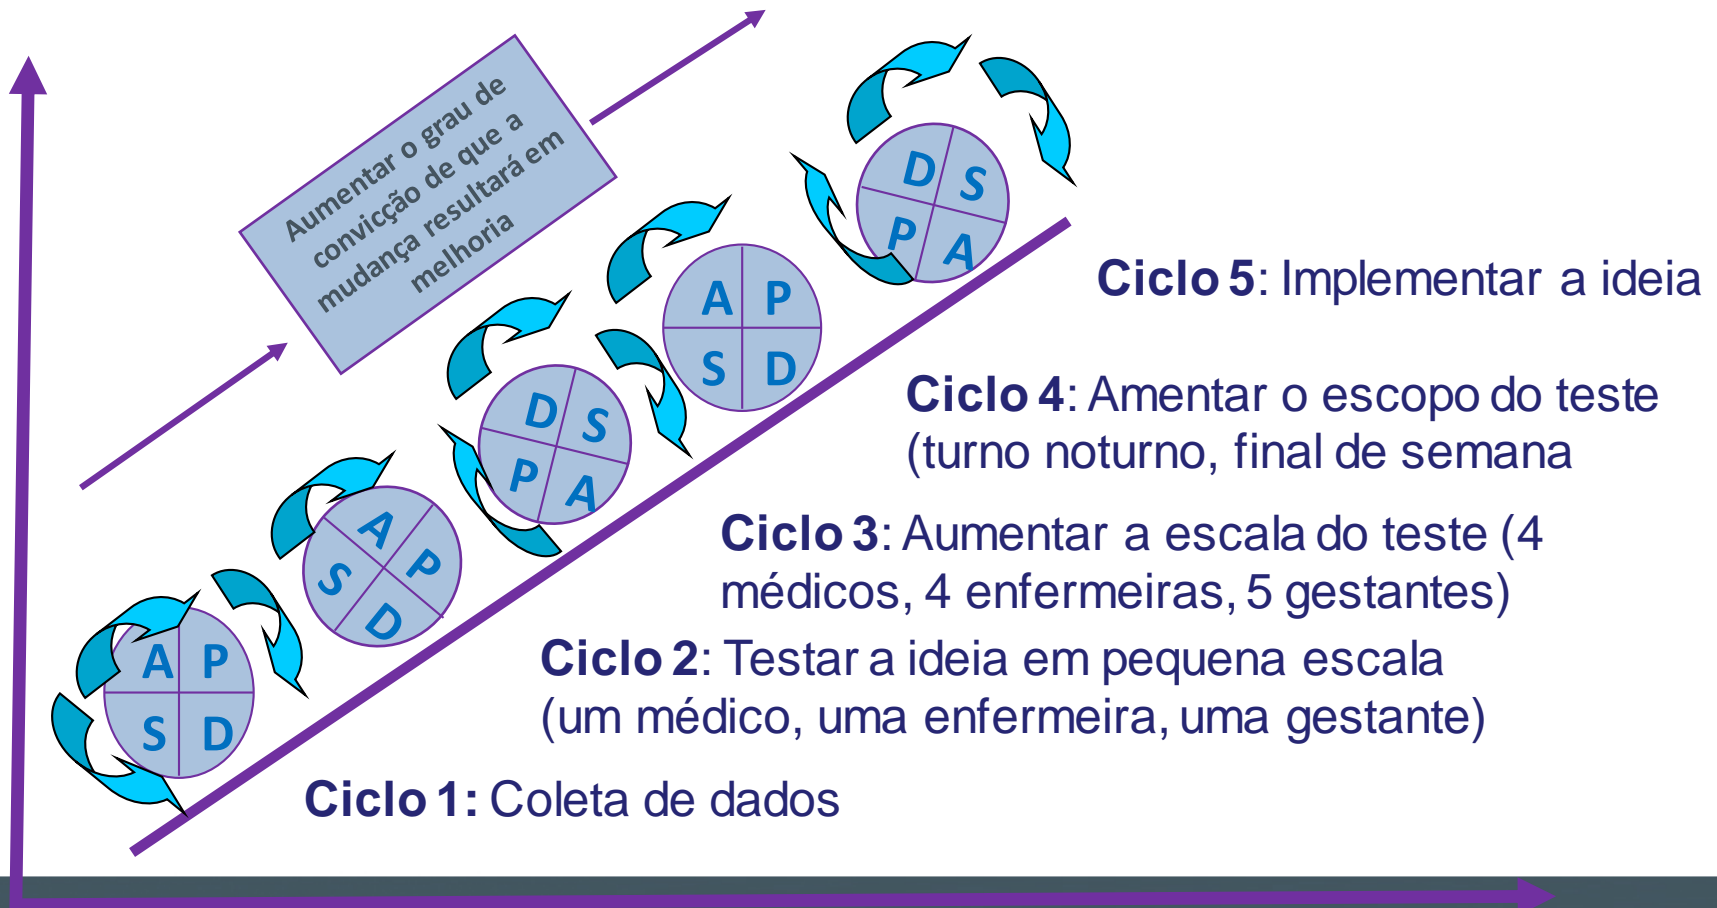 Aumentar o grau de
convicção de que a
mudança resultará em
melhoria
D S
P A
Ciclo 5: Implementar a ideia
A P
S D
Ciclo 4: Amentar o escopo do teste
(turno noturno, final de semana
D S
P A
Ciclo 3: Aumentar a escala do teste (4
médicos, 4 enfermeiras, 5 gestantes)
A P
S D
Ciclo 2: Testar a ideia em pequena escala
(um médico, uma enfermeira, uma gestante)
A P
S D
Ciclo 1: Coleta de dados